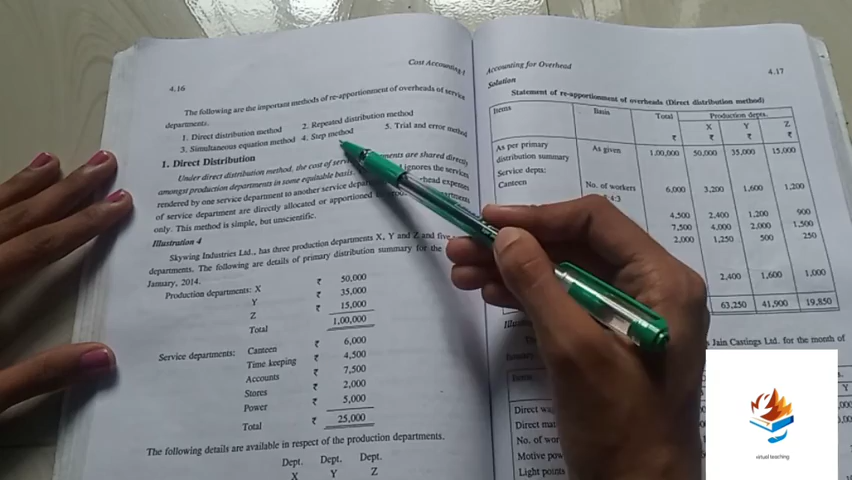 4.16
Cost Accounting-I
The following are the important methods of re-apportionment of overheads of service
departments.
1. Direct distribution method 2. Repeated distribution method
3. Simultaneous equation method 4. Step method 5. Trial and error method
1. Direct Distribution
Under direct distribution method, the cost of are shared directly
amongst production departments in some equitable basis. ignores the services
rendered by one service department to another service expenses
of service department are directly allocated or apportioned
only. This method is simple, but unscientific.
Illustration 4
Skywing Industries Ltd., has three production departments X, Y and Z and five
departments. The following are details of primary distribution summary for the
January, 2014.
Production departments: X ₹ 50,000
Y ₹ 35,000
Z ₹ 15,000
Total 1,00,000
Service departments: Canteen ₹ 6,000
Time keeping ₹ 4,500
Accounts ₹ 7,500
Stores ₹ 2,000
Power ₹ 5,000
Total ₹ 25,000
The following details are available in respect of the production departments.
Dept. Dept. Dept.
X Y Z
Accounting for Overhead
4.17
Solution
Statement of re-apportionment of overheads (Direct distribution method)
Items Basis Total Production depts.
X Y Z
₹ ₹ ₹ ₹
As per primary
distribution summary As given 1,00,000 50,000 35,000 15,000
Service depts:
Canteen No. of workers 6,000 3,200 1,600 1,200
4:3
4,500 2,400 1,200 900
7,500 4,000 2,000 1,500
2,000 1,250 500 250
2,400 1,600 1,000
63,250 41,900 19,850
Jain Castings Ltd. for the month of
Items
Y
Direct
Direct
No. of
Motive
Light points
virtual teaching